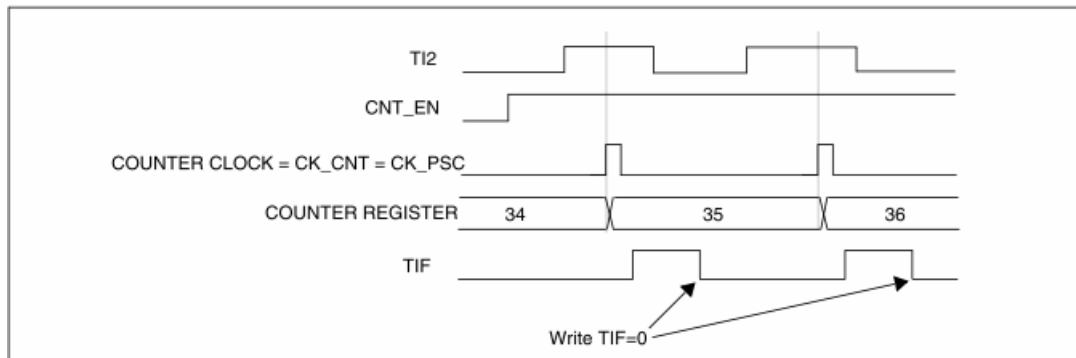 TI2
CNT_EN
COUNTER CLOCK = CK_CNT = CK_PSC
COUNTER REGISTER 34 35 36
TIF
Write TIF=0